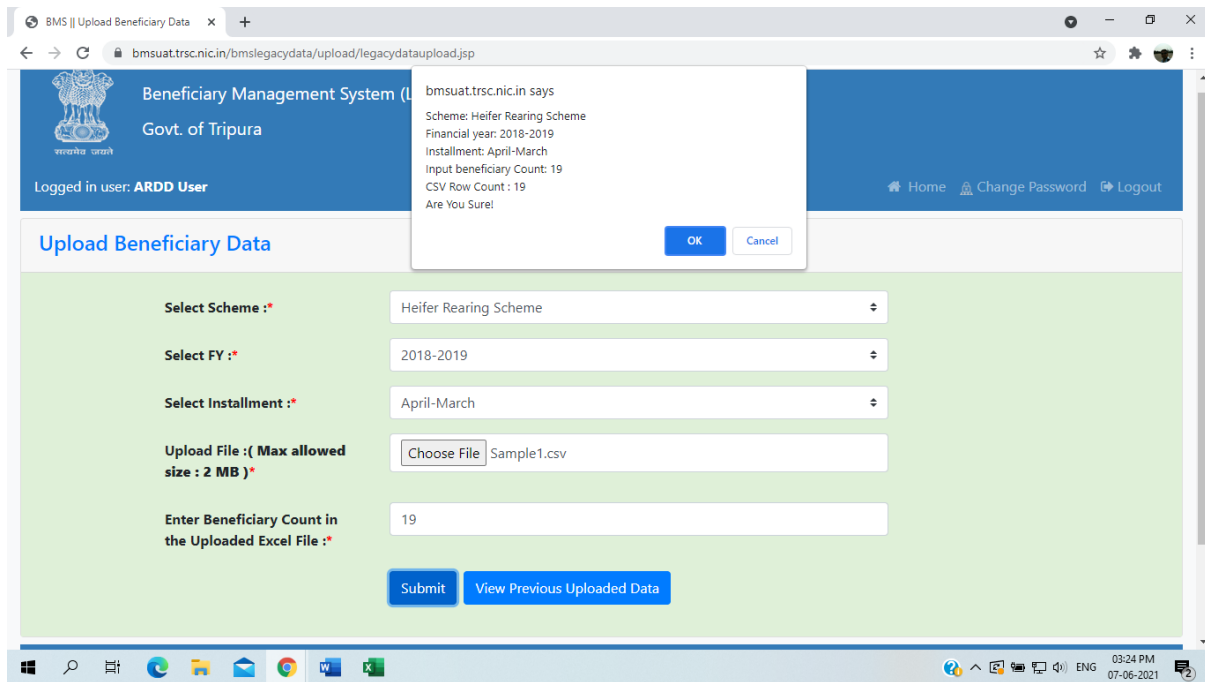 BMS || Upload Beneficiary Data
bmsuat.trsc.nic.in/bmslegacydata/upload/legacydataupload.jsp
Beneficiary Management System (L
Govt. of Tripura
सत्यमेव जयते
Logged in user: ARDD User
Home Change Password Logout
bmsuat.trsc.nic.in says
Scheme: Heifer Rearing Scheme
Financial year: 2018-2019
Installment: April-March
Input beneficiary Count: 19
CSV Row Count : 19
Are You Sure!
OK Cancel
Upload Beneficiary Data
Select Scheme :* Heifer Rearing Scheme
Select FY :* 2018-2019
Select Installment :* April-March
Upload File :( Max allowed
size : 2 MB )*
Choose File Sample1.csv
Enter Beneficiary Count in
the Uploaded Excel File :*
19
Submit View Previous Uploaded Data
ENG 03:24 PM
07-06-2021
2